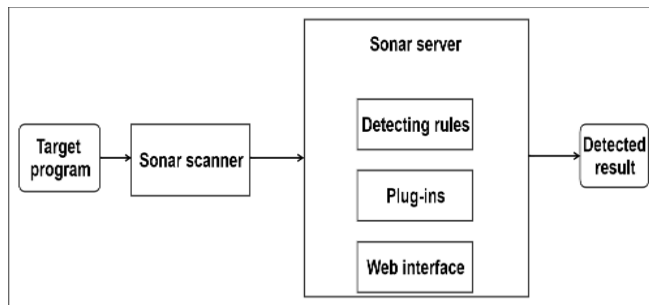 Sonar server
Target
program
Sonar scanner
Detecting rules
Plug-ins
Web interface
Detected
result